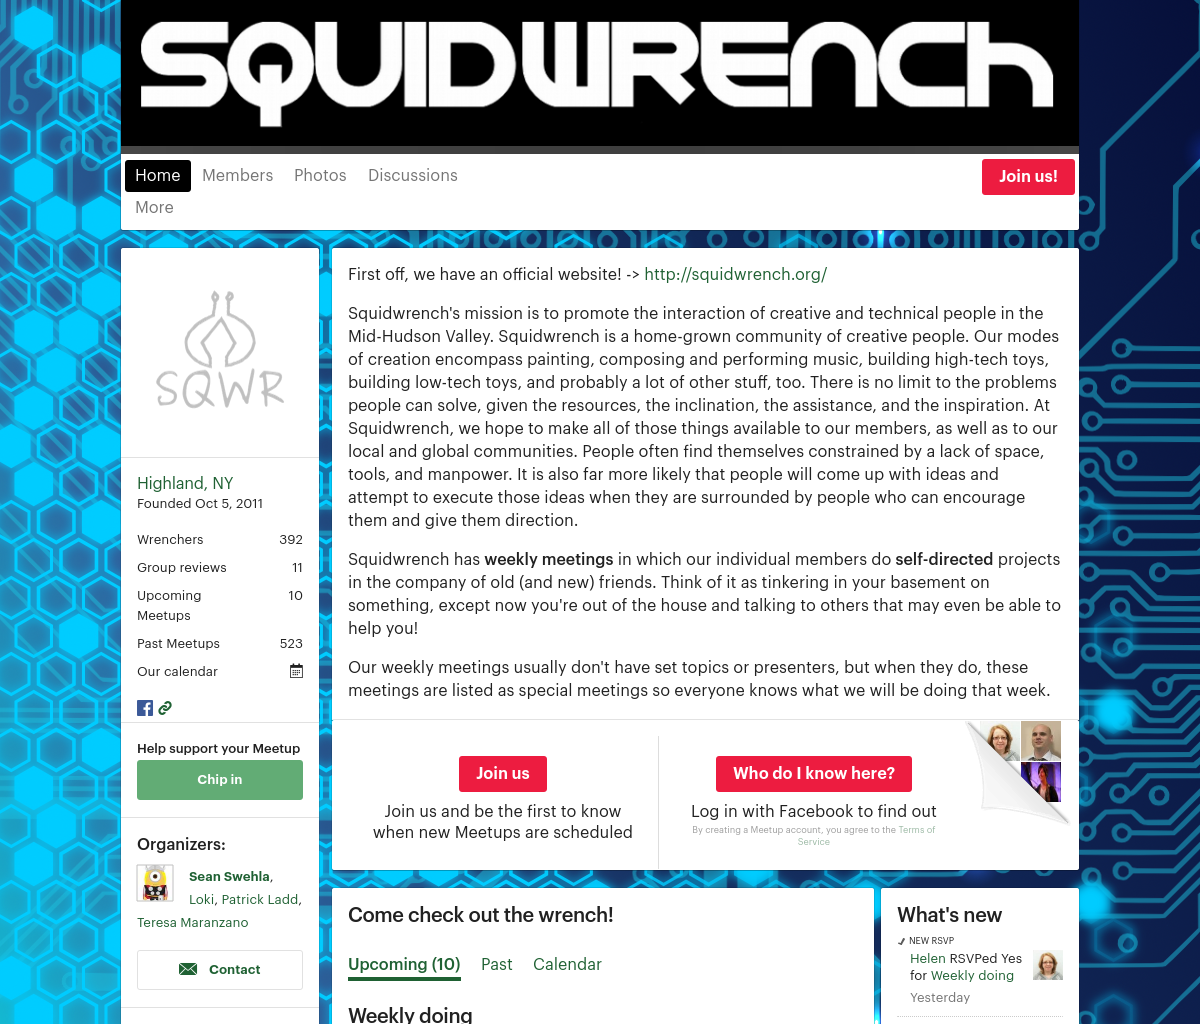 SQUIDWRENCh
Home Members Photos Discussions
More
Join us!
SQWR
Highland, NY
Founded Oct 5, 2011
Wrenchers 392
Group reviews 11
Upcoming 10
Meetups
Past Meetups 523
Our calendar
Help support your Meetup
Chip in
Organizers:
Sean Swehla,
Loki, Patrick Ladd,
Teresa Maranzano
Contact
First off, we have an official website! -> http://squidwrench.org/
Squidwrench's mission is to promote the interaction of creative and technical people in the
Mid-Hudson Valley. Squidwrench is a home-grown community of creative people. Our modes
of creation encompass painting, composing and performing music, building high-tech toys,
building low-tech toys, and probably a lot of other stuff, too. There is no limit to the problems
people can solve, given the resources, the inclination, the assistance, and the inspiration. At
Squidwrench, we hope to make all of those things available to our members, as well as to our
local and global communities. People often find themselves constrained by a lack of space,
tools, and manpower. It is also far more likely that people will come up with ideas and
attempt to execute those ideas when they are surrounded by people who can encourage
them and give them direction.
Squidwrench has weekly meetings in which our individual members do self-directed projects
in the company of old (and new) friends. Think of it as tinkering in your basement on
something, except now you're out of the house and talking to others that may even be able to
help you!
Our weekly meetings usually don't have set topics or presenters, but when they do, these
meetings are listed as special meetings so everyone knows what we will be doing that week.
Join us
Join us and be the first to know
when new Meetups are scheduled
Who do I know here?
Log in with Facebook to find out
By creating a Meetup account, you agree to the Terms of
Service
Come check out the wrench!
Upcoming (10) Past Calendar
Weekly doing
What's new
NEW RSVP
Helen RSVPed Yes
for Weekly doing
Yesterday